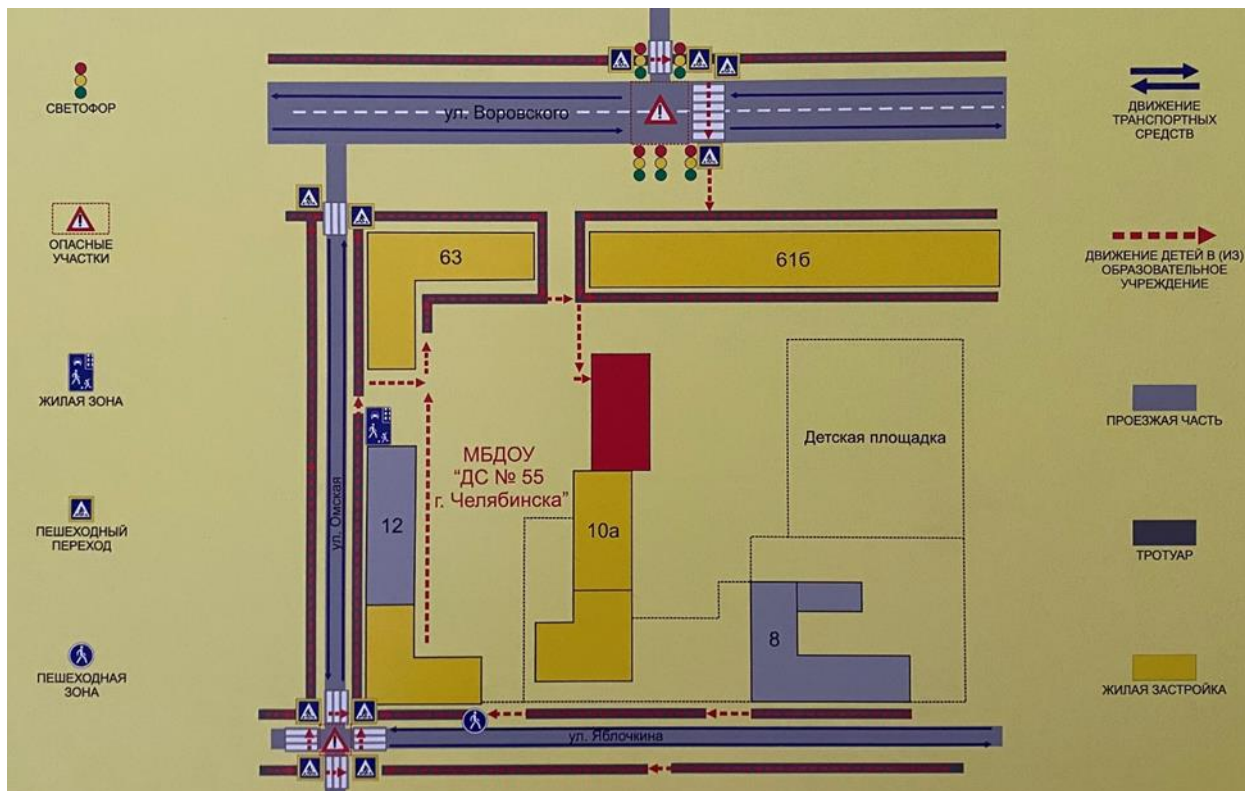 СВЕТОФОР
ОПАСНЫЕ
УЧАСТКИ
ЖИЛАЯ ЗОНА
ПЕШЕХОДНЫЙ
ПЕРЕХОД
ПЕШЕХОДНАЯ
ЗОНА
ул. Воровского
63
61б
ул. Омская
12
МБДОУ
“ДС № 55
г. Челябинска”
10а
Детская площадка
8
ул. Яблочкина
ДВИЖЕНИЕ
ТРАНСПОРТНЫХ
СРЕДСТВ
ДВИЖЕНИЕ ДЕТЕЙ В (ИЗ)
ОБРАЗОВАТЕЛЬНОЕ
УЧРЕЖДЕНИЕ
ПРОЕЗЖАЯ ЧАСТЬ
ТРОТУАР
ЖИЛАЯ ЗАСТРОЙКА